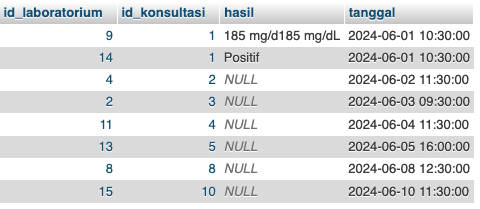 id_laboratorium id_konsultasi hasil tanggal
9 1 185 mg/d185 mg/dL 2024-06-01 10:30:00
14 1 Positif 2024-06-01 10:30:00
4 2 NULL 2024-06-02 11:30:00
2 3 NULL 2024-06-03 09:30:00
11 4 NULL 2024-06-04 11:30:00
13 5 NULL 2024-06-05 16:00:00
8 8 NULL 2024-06-08 12:30:00
15 10 NULL 2024-06-10 11:30:00